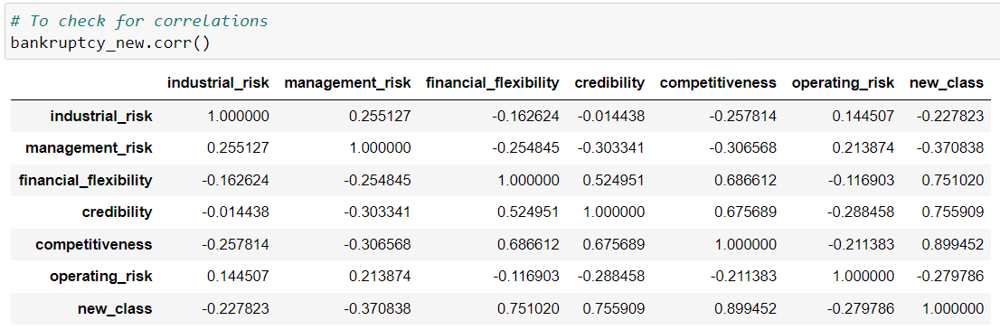 # To check for correlations
bankruptcy_new.corr()
industrial_risk management_risk financial_flexibility credibility competitiveness operating_risk new_class
industrial_risk 1.000000 0.255127 -0.162624 -0.014438 -0.257814 0.144507 -0.227823
management_risk 0.255127 1.000000 -0.254845 -0.303341 -0.306568 0.213874 -0.370838
financial_flexibility -0.162624 -0.254845 1.000000 0.524951 0.686612 -0.116903 0.751020
credibility -0.014438 -0.303341 0.524951 1.000000 0.675689 -0.288458 0.755909
competitiveness -0.257814 -0.306568 0.686612 0.675689 1.000000 -0.211383 0.899452
operating_risk 0.144507 0.213874 -0.116903 -0.288458 -0.211383 1.000000 -0.279786
new_class -0.227823 -0.370838 0.751020 0.755909 0.899452 -0.279786 1.000000